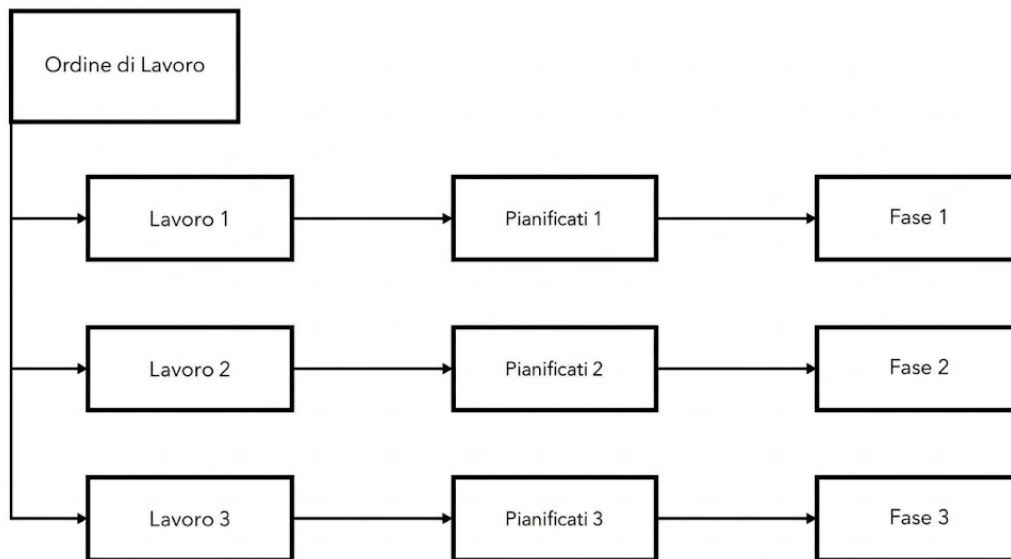 Ordine di Lavoro
Lavoro 1
Pianificati 1
Fase 1
Lavoro 2
Pianificati 2
Fase 2
Lavoro 3
Pianificati 3
Fase 3